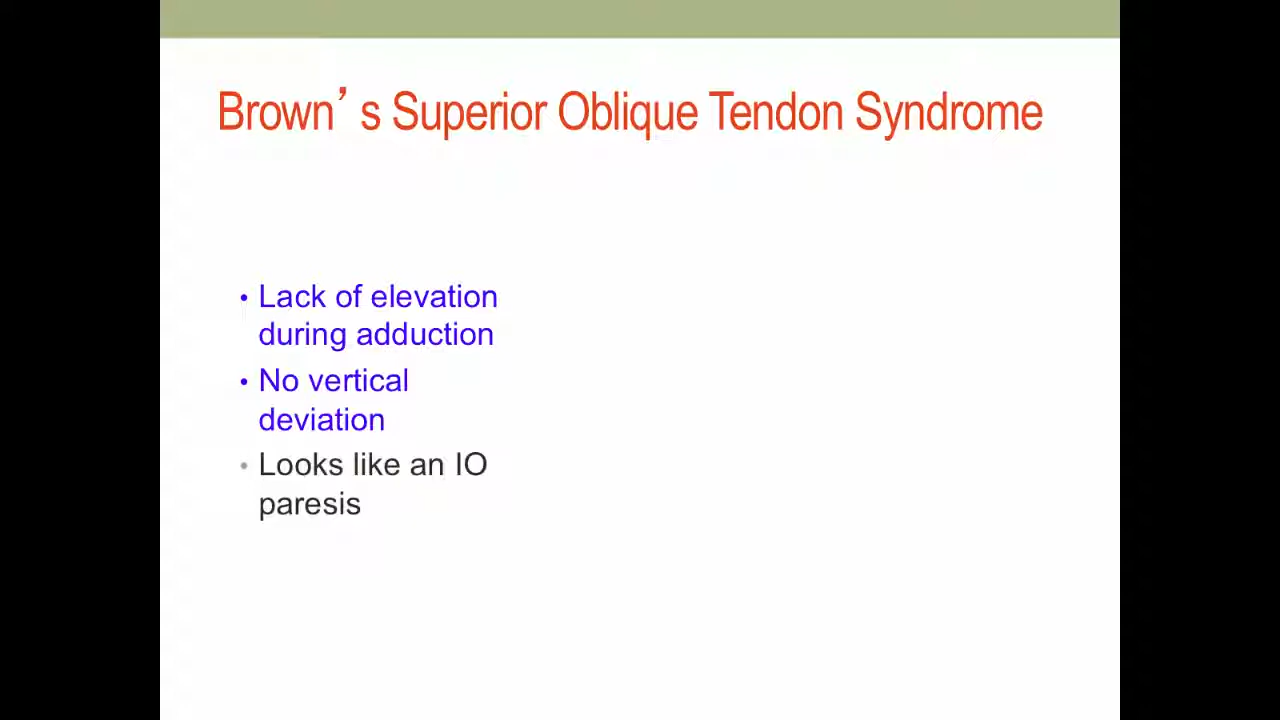 Brown’s Superior Oblique Tendon Syndrome
• Lack of elevation
during adduction
• No vertical
deviation
• Looks like an IO
paresis